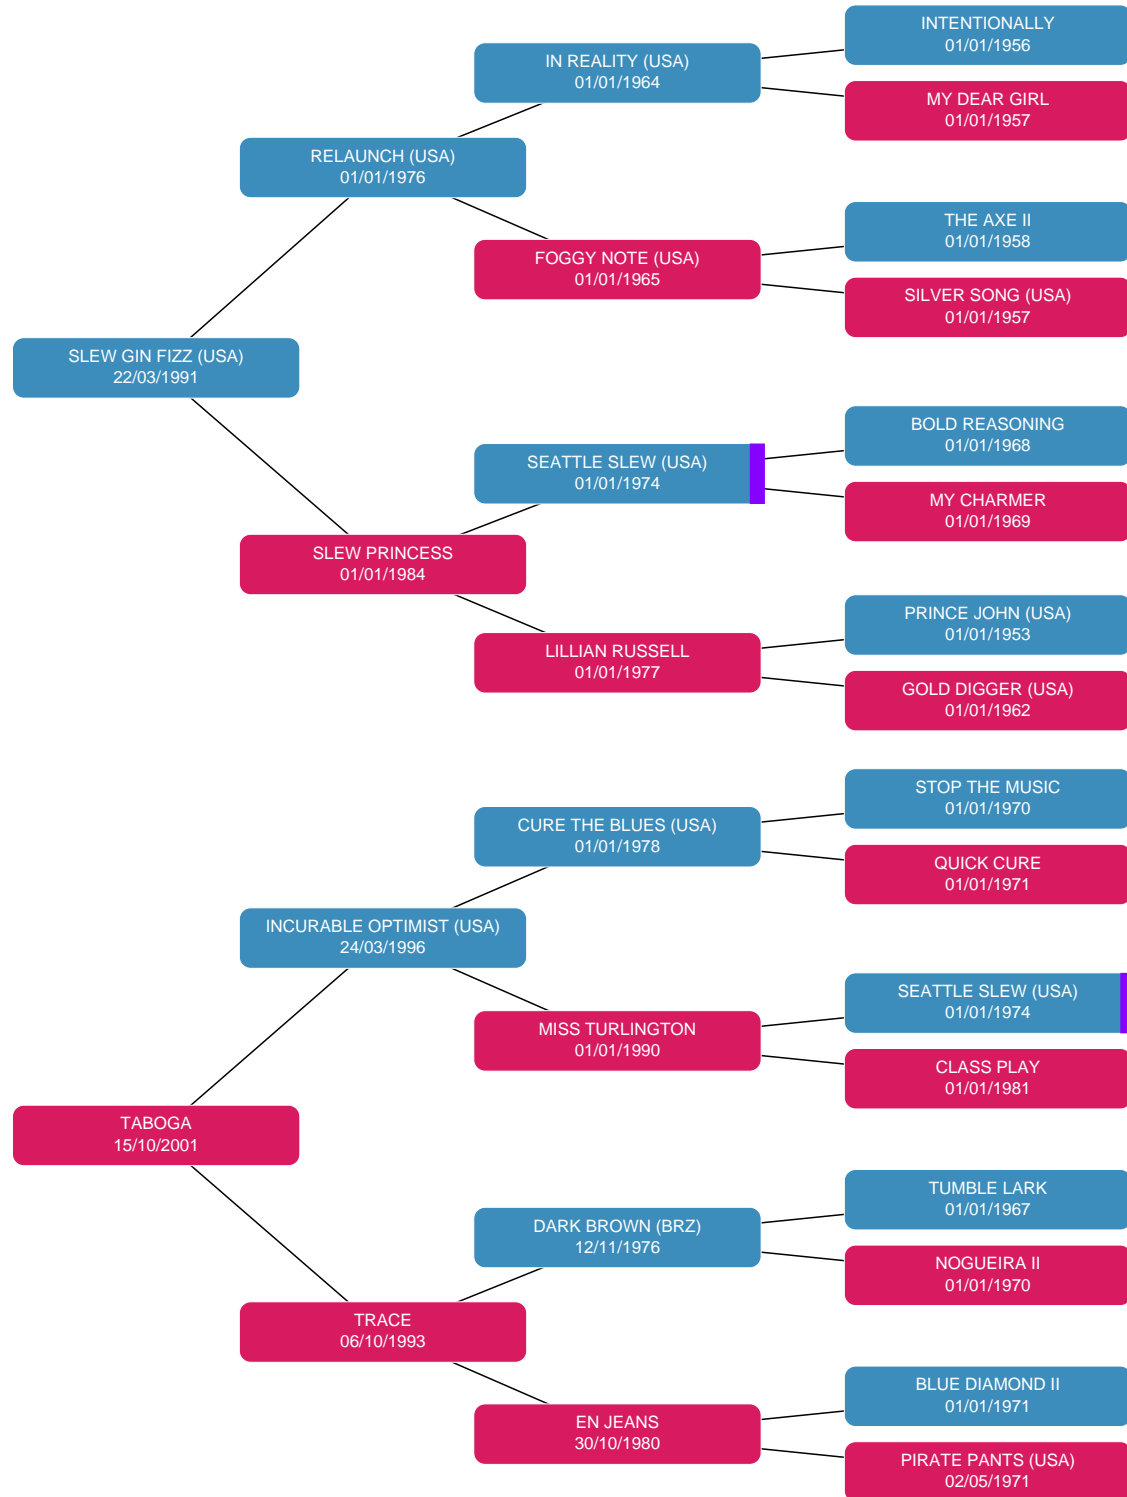 INTENTIONALLY
01/01/1956
IN REALITY (USA)
01/01/1964
MY DEAR GIRL
01/01/1957
RELAUNCH (USA)
01/01/1976
THE AXE II
01/01/1958
FOGGY NOTE (USA)
01/01/1965
SILVER SONG (USA)
01/01/1957
SLEW GIN FIZZ (USA)
22/03/1991
BOLD REASONING
01/01/1968
SEATTLE SLEW (USA)
01/01/1974
MY CHARMER
01/01/1969
SLEW PRINCESS
01/01/1984
PRINCE JOHN (USA)
01/01/1953
LILLIAN RUSSELL
01/01/1977
GOLD DIGGER (USA)
01/01/1962
STOP THE MUSIC
01/01/1970
CURE THE BLUES (USA)
01/01/1978
QUICK CURE
01/01/1971
INCURABLE OPTIMIST (USA)
24/03/1996
SEATTLE SLEW (USA)
01/01/1974
MISS TURLINGTON
01/01/1990
CLASS PLAY
01/01/1981
TABOGA
15/10/2001
TUMBLE LARK
01/01/1967
DARK BROWN (BRZ)
12/11/1976
NOGUEIRA II
01/01/1970
TRACE
06/10/1993
BLUE DIAMOND II
01/01/1971
EN JEANS
30/10/1980
PIRATE PANTS (USA)
02/05/1971